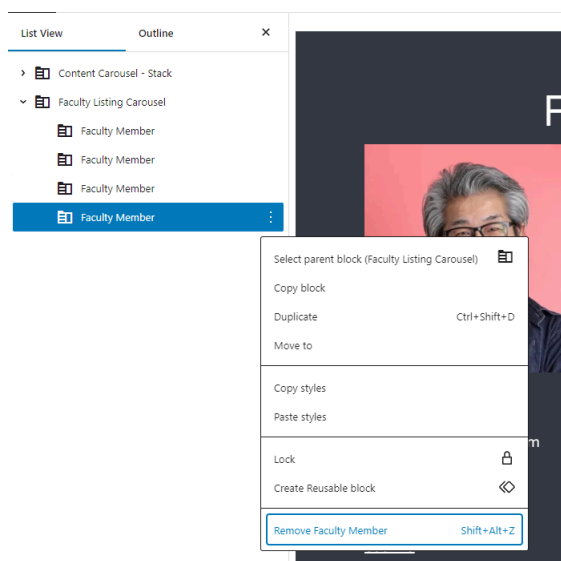 List View Outline ×
Content Carousel - Stack
Faculty Listing Carousel
Faculty Member
Faculty Member
Faculty Member
Faculty Member
F
Select parent block (Faculty Listing Carousel)
Copy block
Duplicate Ctrl+Shift+D
Move to
Copy styles
Paste styles
m
Lock
Create Reusable block
Remove Faculty Member Shift+Alt+Z